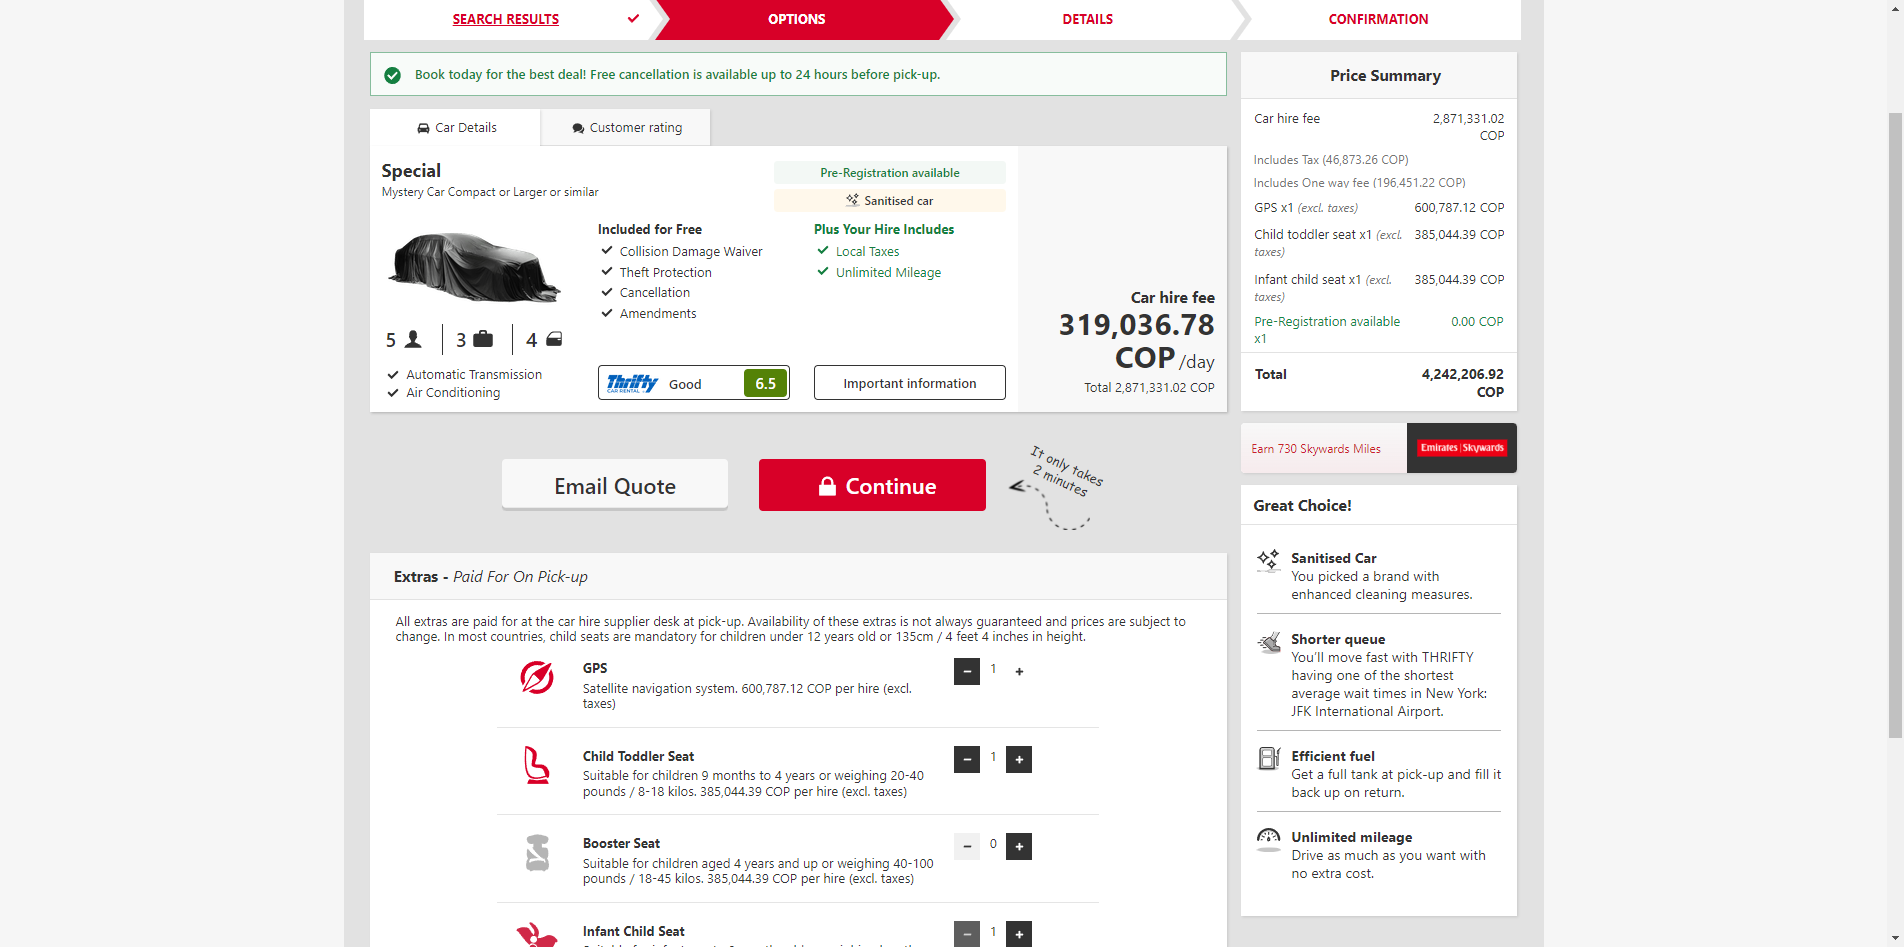 SEARCH RESULTS
OPTIONS
DETAILS
CONFIRMATION
Book today for the best deal! Free cancellation is available up to 24 hours before pick-up.
Car Details
Customer rating
Special
Mystery Car Compact or Larger or similar
Pre-Registration available
Sanitised car
Included for Free
Collision Damage Waiver
Theft Protection
Cancellation
Amendments
Plus Your Hire Includes
Local Taxes
Unlimited Mileage
5
3
4
Automatic Transmission
Air Conditioning
Thrifty
CAR RENTAL
Good
6.5
Important information
Car hire fee
319,036.78
COP /day
Total 2,871,331.02 COP
Email Quote
Continue
It only takes
2 minutes
Extras - Paid For On Pick-up
All extras are paid for at the car hire supplier desk at pick-up. Availability of these extras is not always guaranteed and prices are subject to
change. In most countries, child seats are mandatory for children under 12 years old or 135cm / 4 feet 4 inches in height.
GPS
Satellite navigation system. 600,787.12 COP per hire (excl.
taxes)
- 1 +
Child Toddler Seat
Suitable for children 9 months to 4 years or weighing 20-40
pounds / 8-18 kilos. 385,044.39 COP per hire (excl. taxes)
- 1 +
Booster Seat
Suitable for children aged 4 years and up or weighing 40-100
pounds / 18-45 kilos. 385,044.39 COP per hire (excl. taxes)
- 0 +
Infant Child Seat
- 1 +
Price Summary
Car hire fee 2,871,331.02
COP
Includes Tax (46,873.26 COP)
Includes One way fee (196,451.22 COP)
GPS x1 (excl. taxes) 600,787.12 COP
Child toddler seat x1 (excl. 385,044.39 COP
taxes)
Infant child seat x1 (excl. 385,044.39 COP
taxes)
Pre-Registration available 0.00 COP
x1
Total 4,242,206.92
COP
Earn 730 Skywards Miles
Emirates | Skywards
Great Choice!
Sanitised Car
You picked a brand with
enhanced cleaning measures.
Shorter queue
You'll move fast with THRIFTY
having one of the shortest
average wait times in New York:
JFK International Airport.
Efficient fuel
Get a full tank at pick-up and fill it
back up on return.
Unlimited mileage
Drive as much as you want with
no extra cost.